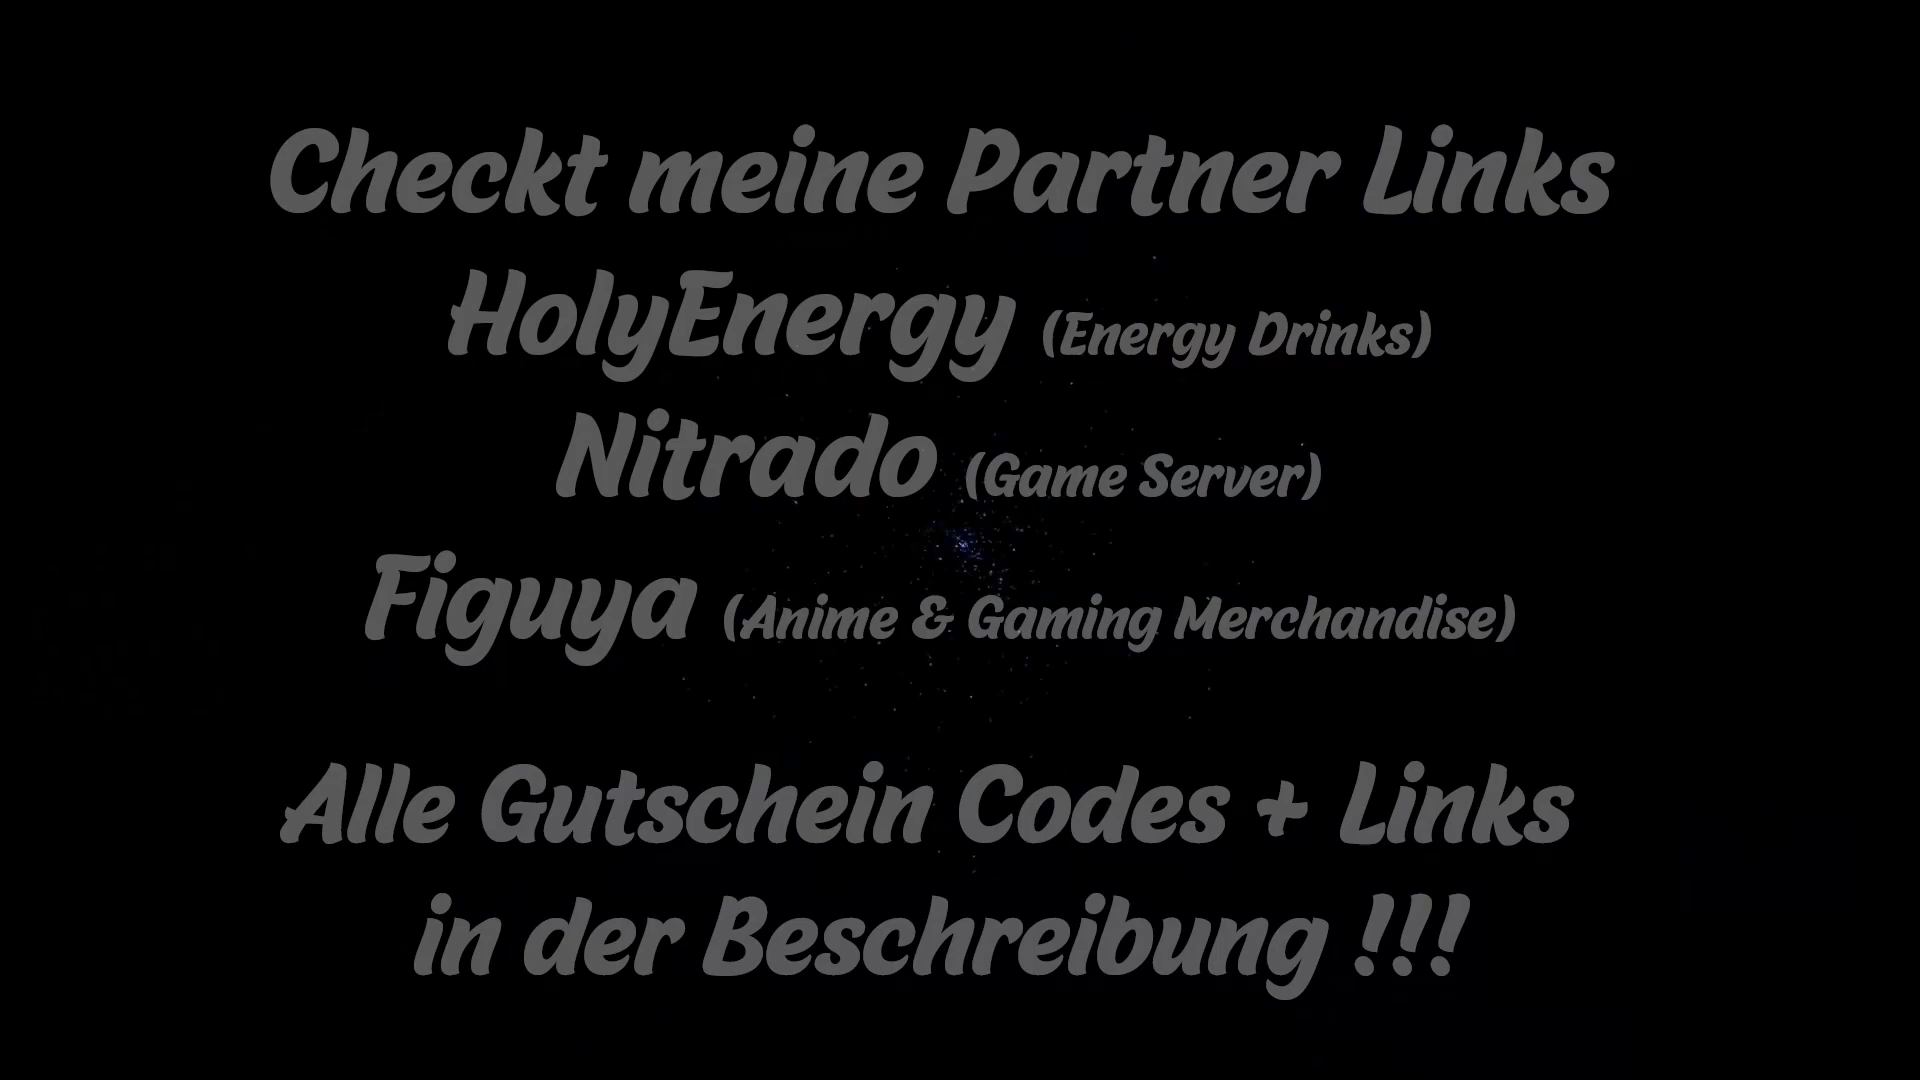 Checkt meine Partner Links
HolyEnergy (Energy Drinks)
Nitrado (Game Server)
Figuya (Anime & Gaming Merchandise)
Alle Gutschein Codes + Links
in der Beschreibung !!!